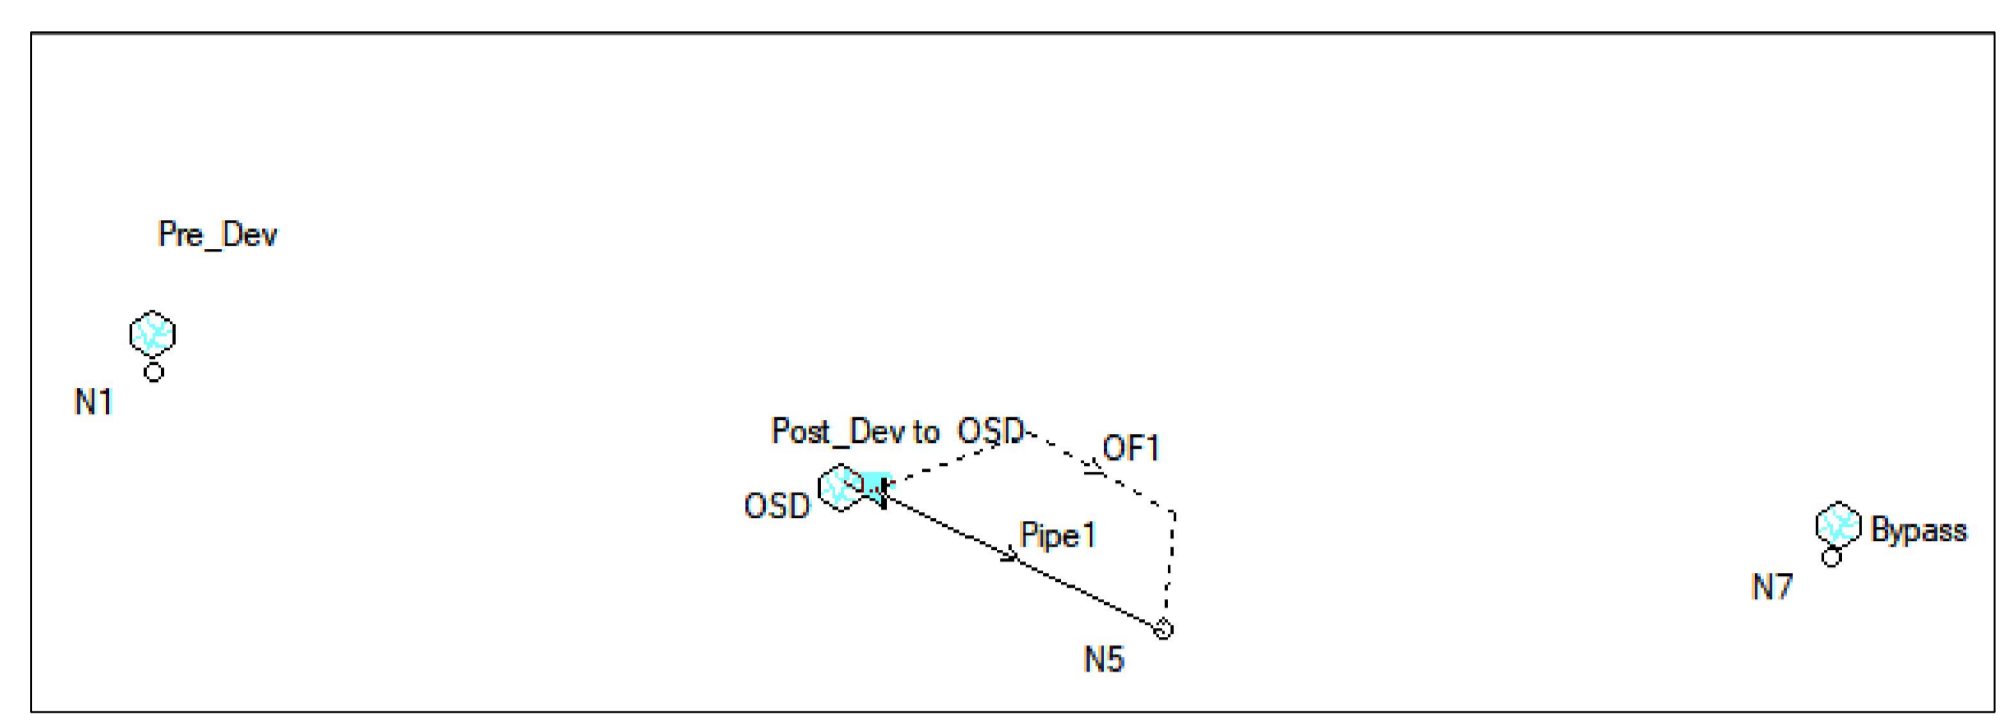 Pre_Dev
N1
Post_Dev to OSD
OF1
OSD
Pipe1
Bypass
N7
N5